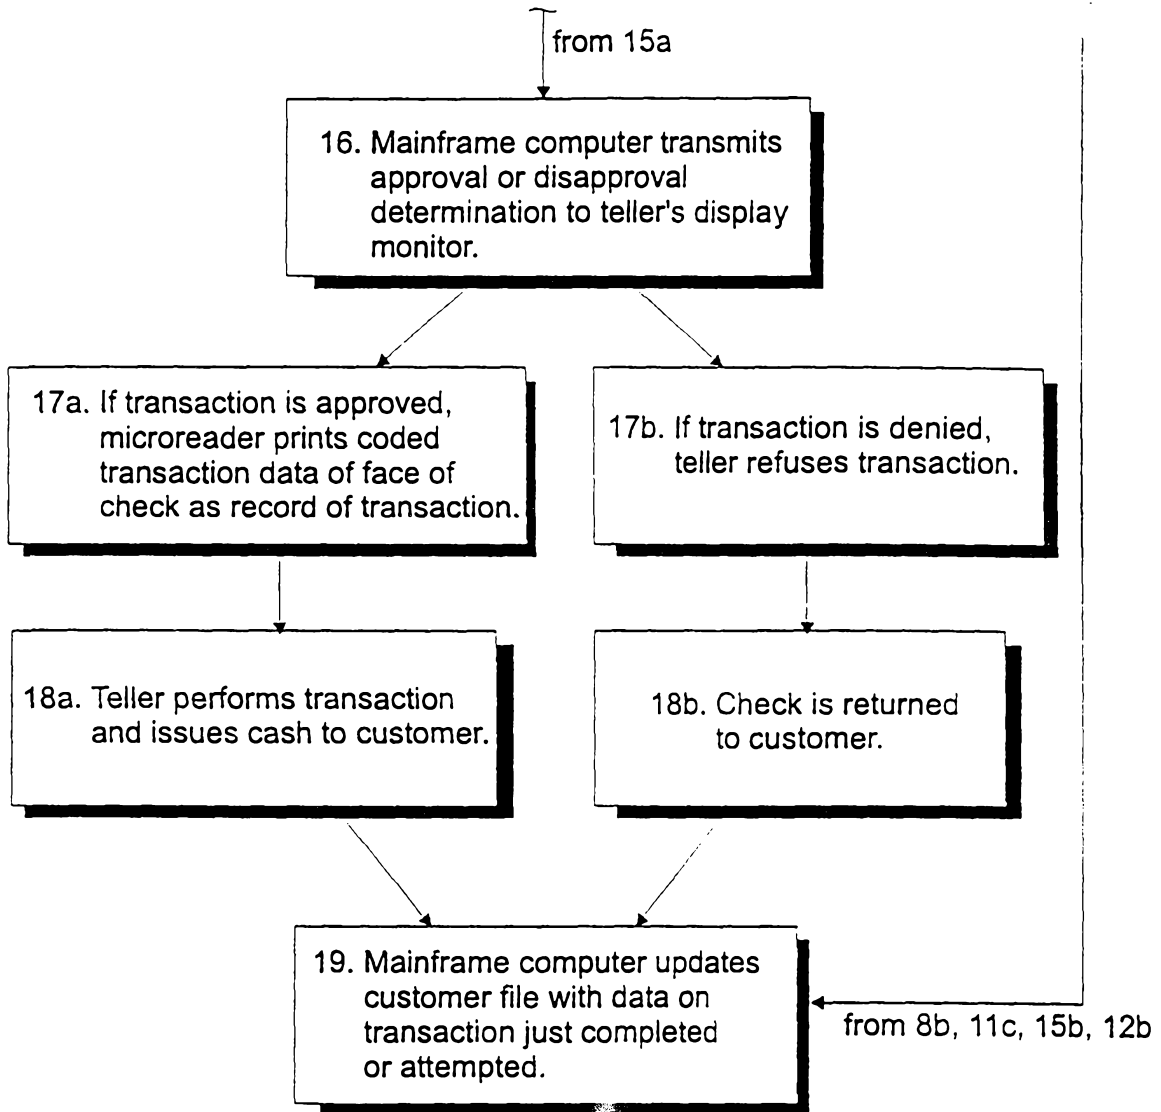 from 15a
16. Mainframe computer transmits
approval or disapproval
determination to teller's display
monitor.
17a. If transaction is approved,
microreader prints coded
transaction data of face of
check as record of transaction.
17b. If transaction is denied,
teller refuses transaction.
18a. Teller performs transaction
and issues cash to customer.
18b. Check is returned
to customer.
19. Mainframe computer updates
customer file with data on
transaction just completed
or attempted.
from 8b, 11c, 15b, 12b